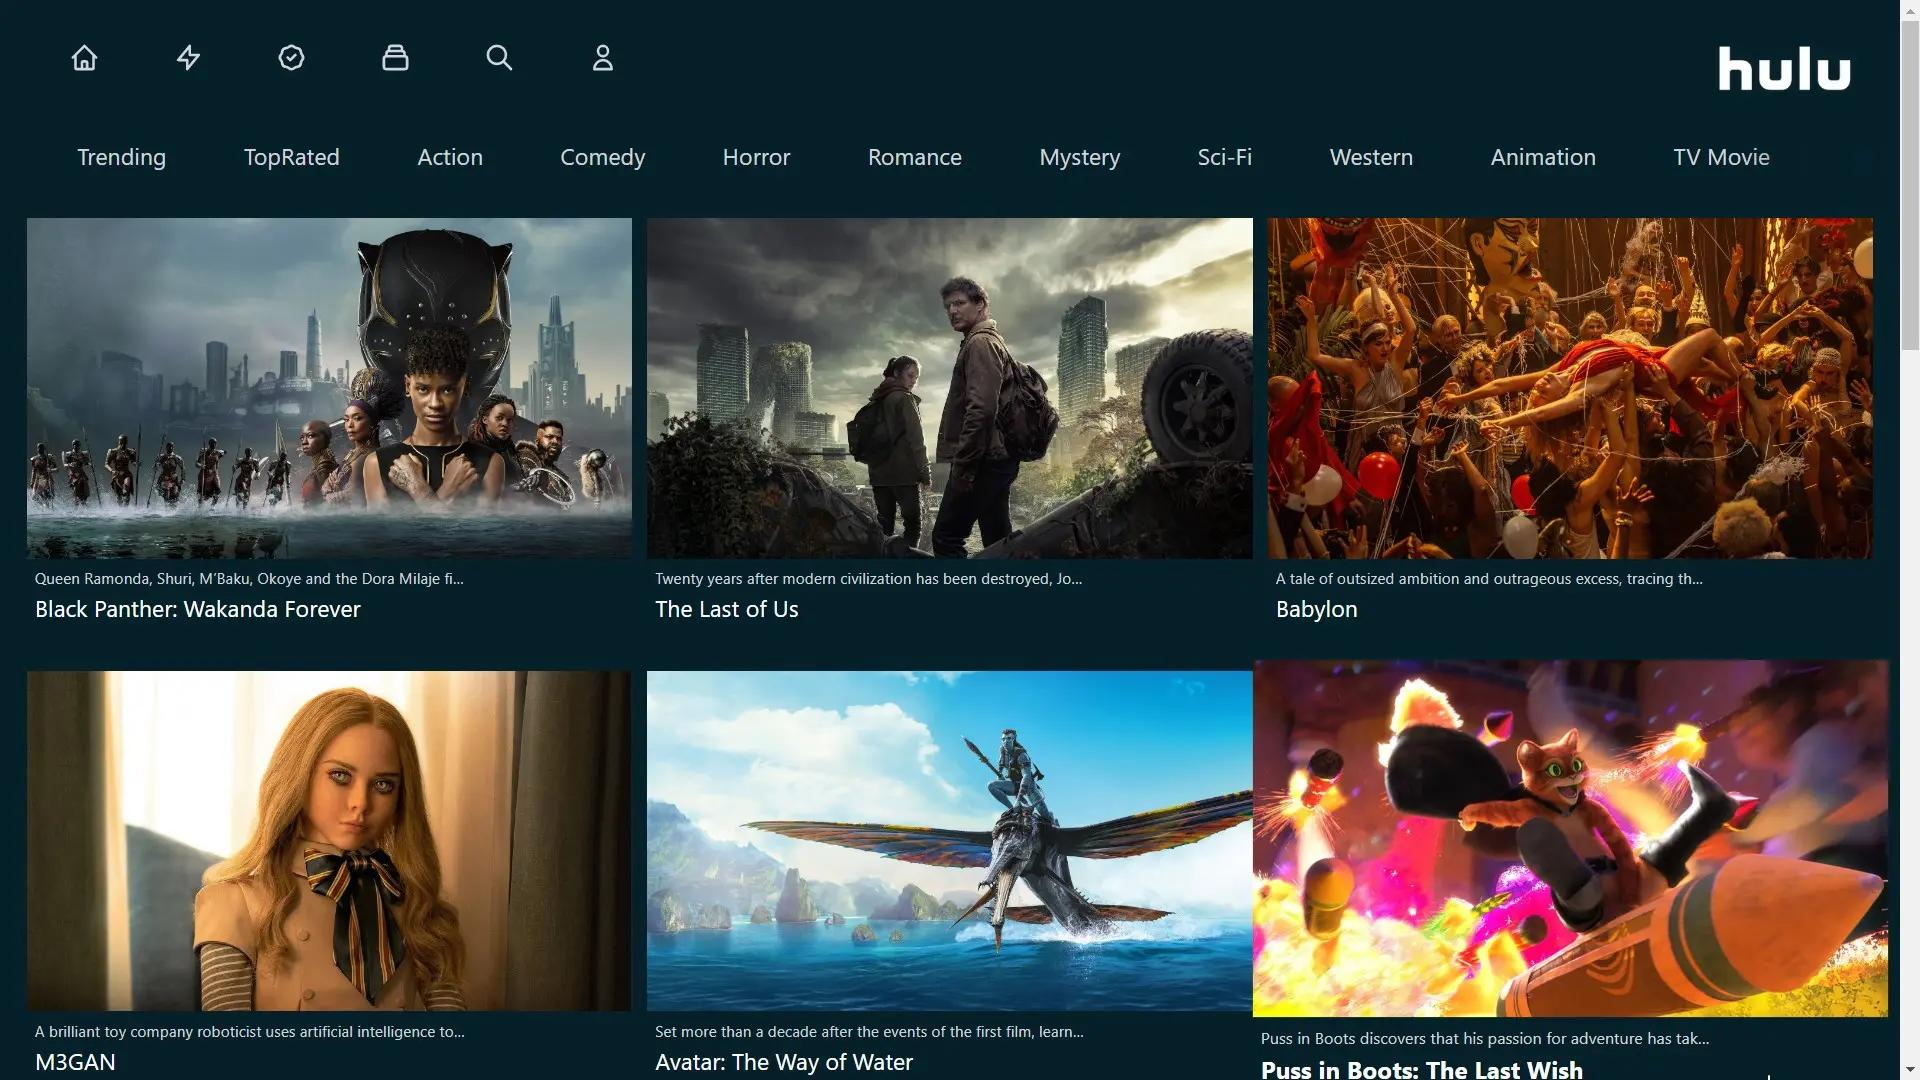 hulu
Trending TopRated Action Comedy Horror Romance Mystery Sci-Fi Western Animation TV Movie
Queen Ramonda, Shuri, M’Baku, Okoye and the Dora Milaje fi...
Black Panther: Wakanda Forever
Twenty years after modern civilization has been destroyed, Jo...
The Last of Us
A tale of outsized ambition and outrageous excess, tracing th...
Babylon
A brilliant toy company roboticist uses artificial intelligence to...
M3GAN
Set more than a decade after the events of the first film, learn...
Avatar: The Way of Water
Puss in Boots discovers that his passion for adventure has tak...
Puss in Boots: The Last Wish